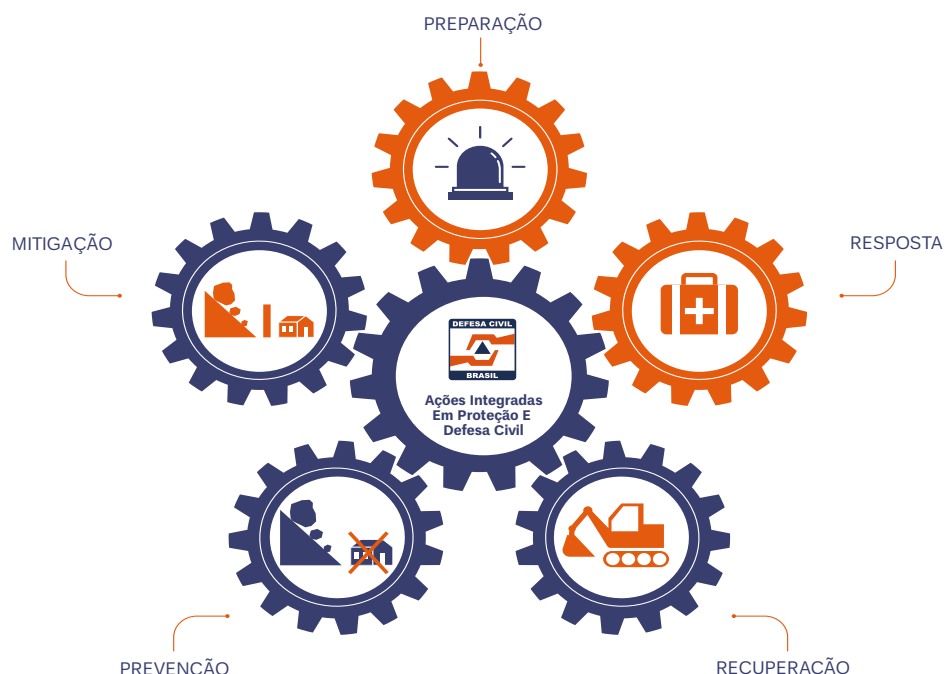 PREPARAÇÃO
MITIGAÇÃO
RESPOSTA
DEFESA CIVIL
BRASIL
Ações Integradas
Em Proteção E
Defesa Civil
PREVENÇÃO
RECUPERAÇÃO